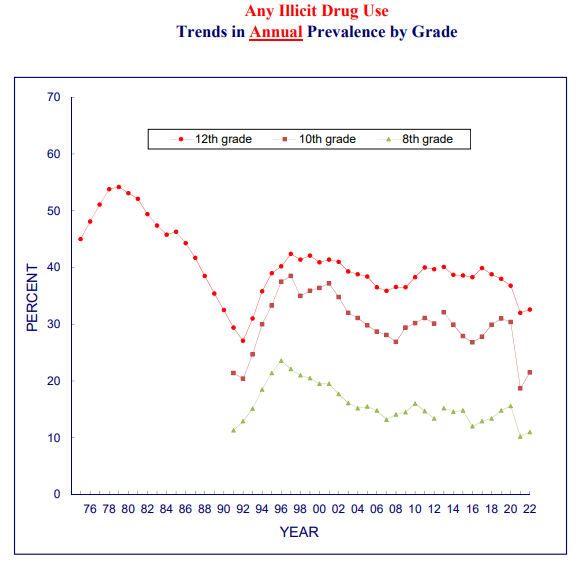 Any Illicit Drug Use
Trends in Annual Prevalence by Grade
70
12th grade 10th grade 8th grade
60
50
40
30
20
10
0
PERCENT
76 78 80 82 84 86 88 90 92 94 96 98 00 02 04 06 08 10 12 14 16 18 20 22
YEAR